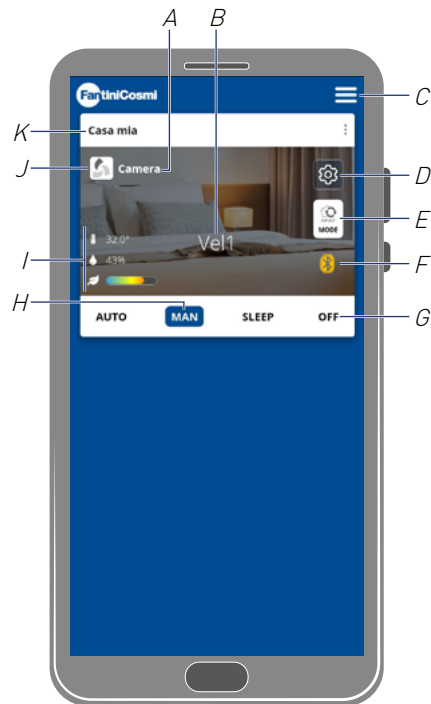 A
B
FantiniCosmi
C
K
Casa mia
J
Camera
D
E
MODE
Vel1
I
32.0°
43%
F
H
AUTO
MAN
SLEEP
OFF
G